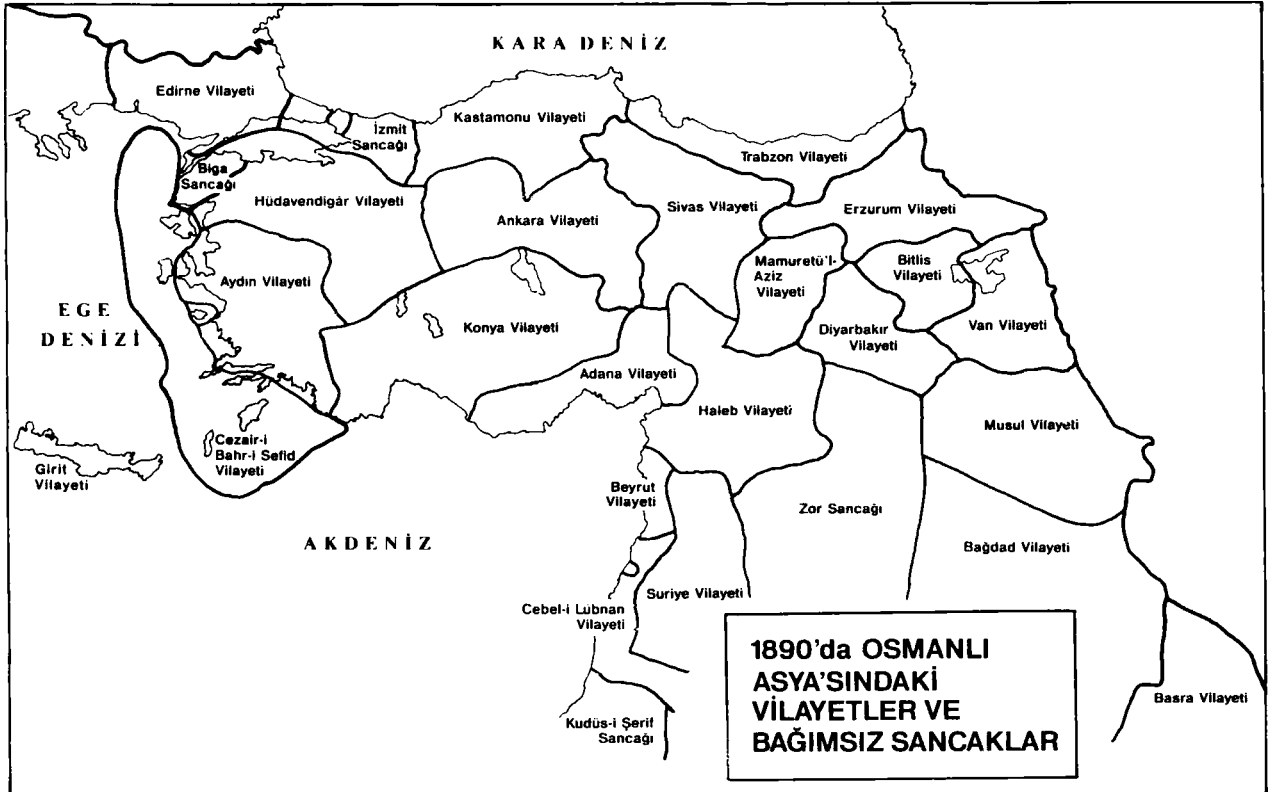 KARA DENİZ
Edirne Vilayeti
Kastamonu Vilayeti
İzmit
Sancağı
Trabzon Vilayeti
Biga
Sancağı
Hüdavendigâr Vilayeti
Ankara Vilayeti
Sivas Vilayeti
Erzurum Vilayeti
Mamuretü'l-
Aziz
Vilayeti
Bitlis
Vilayeti
Aydın Vilayeti
EGE
DENİZİ
Konya Vilayeti
Diyarbakır
Vilayeti
Van Vilayeti
Adana Vilayeti
Haleb Vilayeti
Musul Vilayeti
Cezair-i
Bahr-i Sefid
Vilayeti
Girit
Vilayeti
Beyrut
Vilayeti
Zor Sancağı
AKDENİZ
Bağdad Vilayeti
Suriye Vilayeti
Cebel-i Lübnan
Vilayeti
Kudüs-i Şerif
Sancağı
Basra Vilayeti
1890'da OSMANLI
ASYA'SINDAKİ
VİLAYETLER VE
BAĞIMSIZ SANCAKLAR